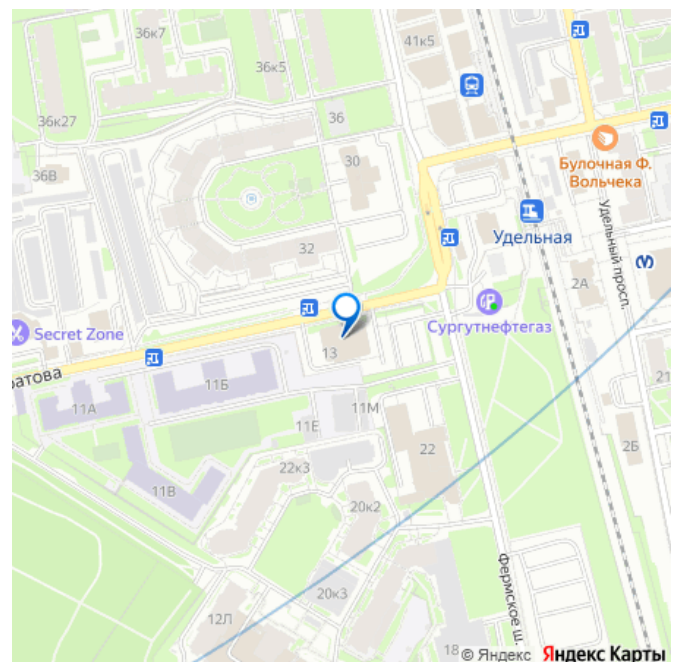 36к7
41к5
36к5
36к27
36
36В
30
Булочная Ф.
Вольчека
32
Удельная
Удельный просп.
2А
Secret Zone
Сургутнефтегаз
13
ратова
11А
11Б
11М
11Е
21
22
2Б
22к3
11В
20к2
Фермское ш.
20к3
12Л
18
© Яндекс Яндекс Карты